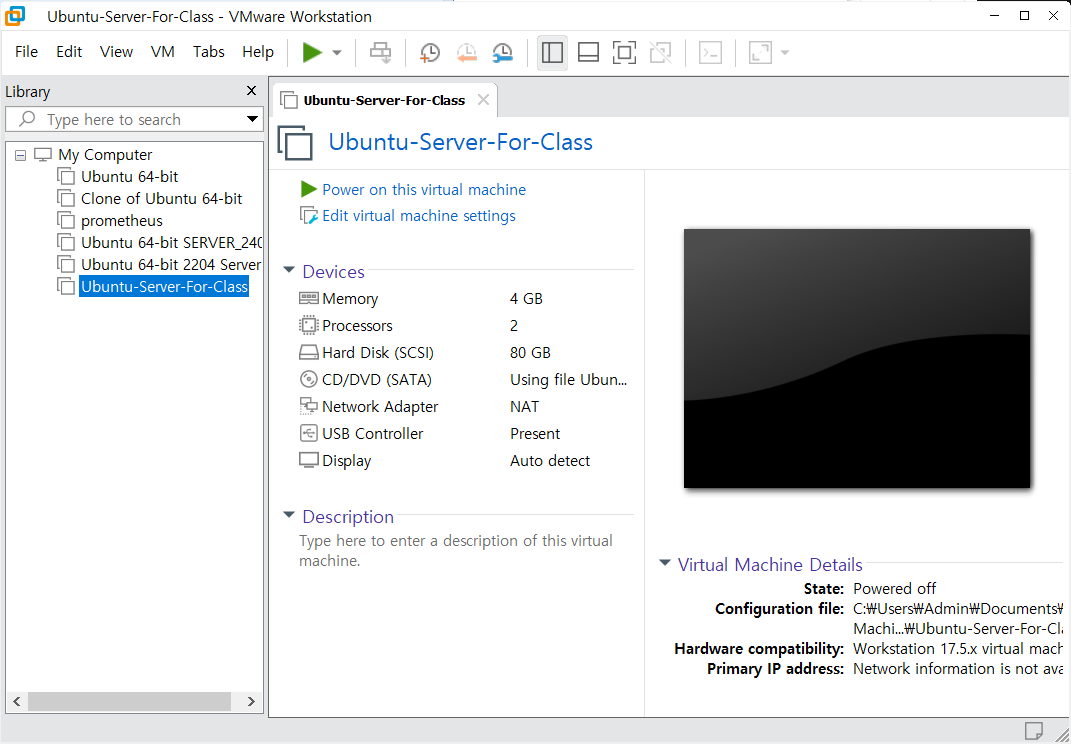 Ubuntu-Server-For-Class - VMware Workstation
File Edit View VM Tabs Help
Library
Type here to search
My Computer
Ubuntu 64-bit
Clone of Ubuntu 64-bit
prometheus
Ubuntu 64-bit SERVER_240
Ubuntu 64-bit 2204 Server
Ubuntu-Server-For-Class
Ubuntu-Server-For-Class
Ubuntu-Server-For-Class
Power on this virtual machine
Edit virtual machine settings
Devices
Memory 4 GB
Processors 2
Hard Disk (SCSI) 80 GB
CD/DVD (SATA) Using file Ubun...
Network Adapter NAT
USB Controller Present
Display Auto detect
Description
Type here to enter a description of this virtual
machine.
Virtual Machine Details
State: Powered off
Configuration file: C:₩Users₩Admin₩Documents₩
Machi...₩Ubuntu-Server-For-Cla
Hardware compatibility: Workstation 17.5.x virtual mach
Primary IP address: Network information is not ava